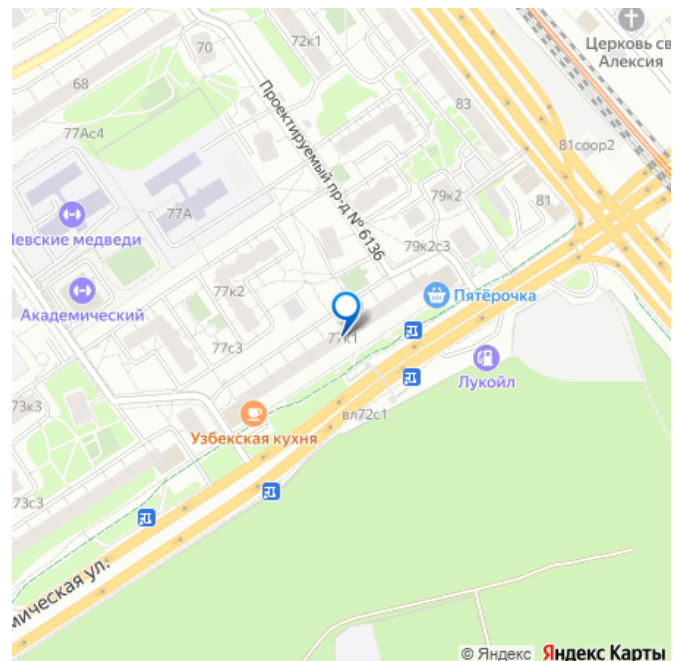 70
72к1
Церковь св
Алексия
68
83
77Ас4
81соор2
Проектируемый пр-д № 6136
77А
79к2
81
Невские медведи
79к2с3
77к2
Академический
Пятёрочка
77к1
77с3
Лукойл
73к3
вл72с1
Узбекская кухня
73с3
мическая ул.
© Яндекс Яндекс Карты